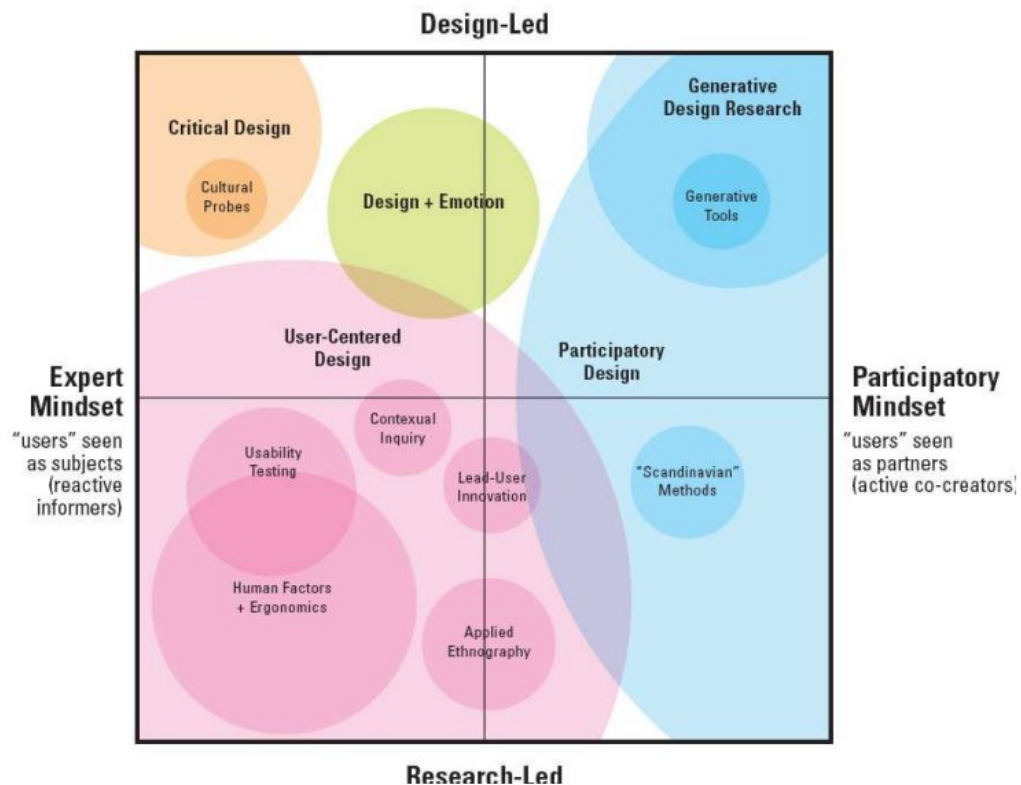 Design-Led
Generative
Design Research
Critical Design
Cultural
Probes
Design + Emotion
Generative
Tools
User-Centered
Design
Participatory
Design
Expert
Mindset
"users" seen
as subjects
(reactive
informers)
Participatory
Mindset
"users" seen
as partners
(active co-creators)
Contexual
Inquiry
Usability
Testing
Lead-User
Innovation
"Scandinavian"
Methods
Human Factors
+ Ergonomics
Applied
Ethnography
Research-Led